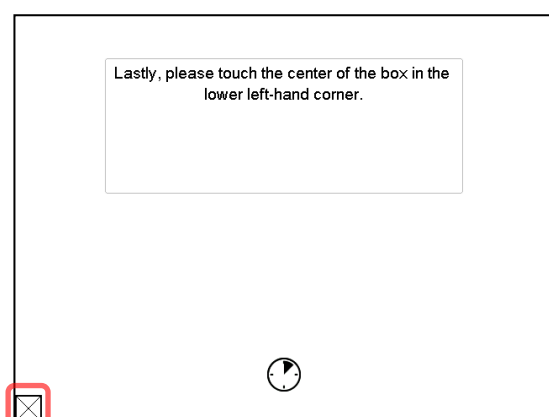 Lastly, please touch the center of the box in the
lower left-hand corner.